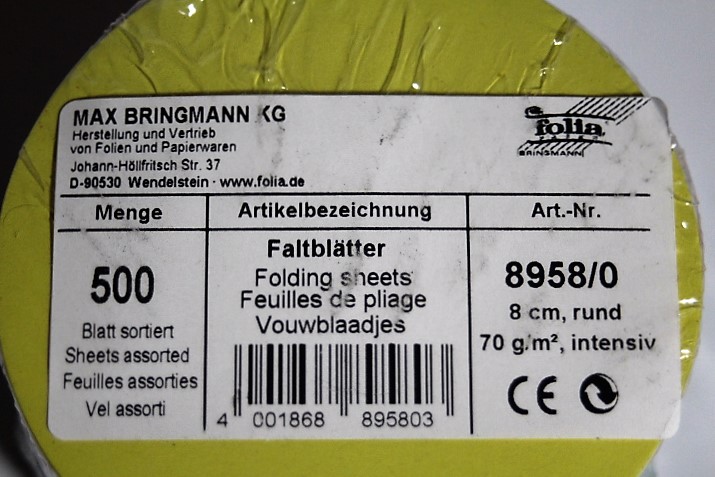 MAX BRINGMANN KG
Herstellung und Vertrieb
von Folien und Papierwaren
Johann-Höllfritsch Str. 37
D-90530 Wendelstein · www.folia.de
folia
BRINGMANN
Menge
Artikelbezeichnung
Art.-Nr.
500
Blatt sortiert
Sheets assorted
Feuilles assorties
Vel assorti
Faltblätter
Folding sheets
Feuilles de pliage
Vouwblaadjes
4 001868 895803
8958/0
8 cm, rund
70 g/m², intensiv
CE